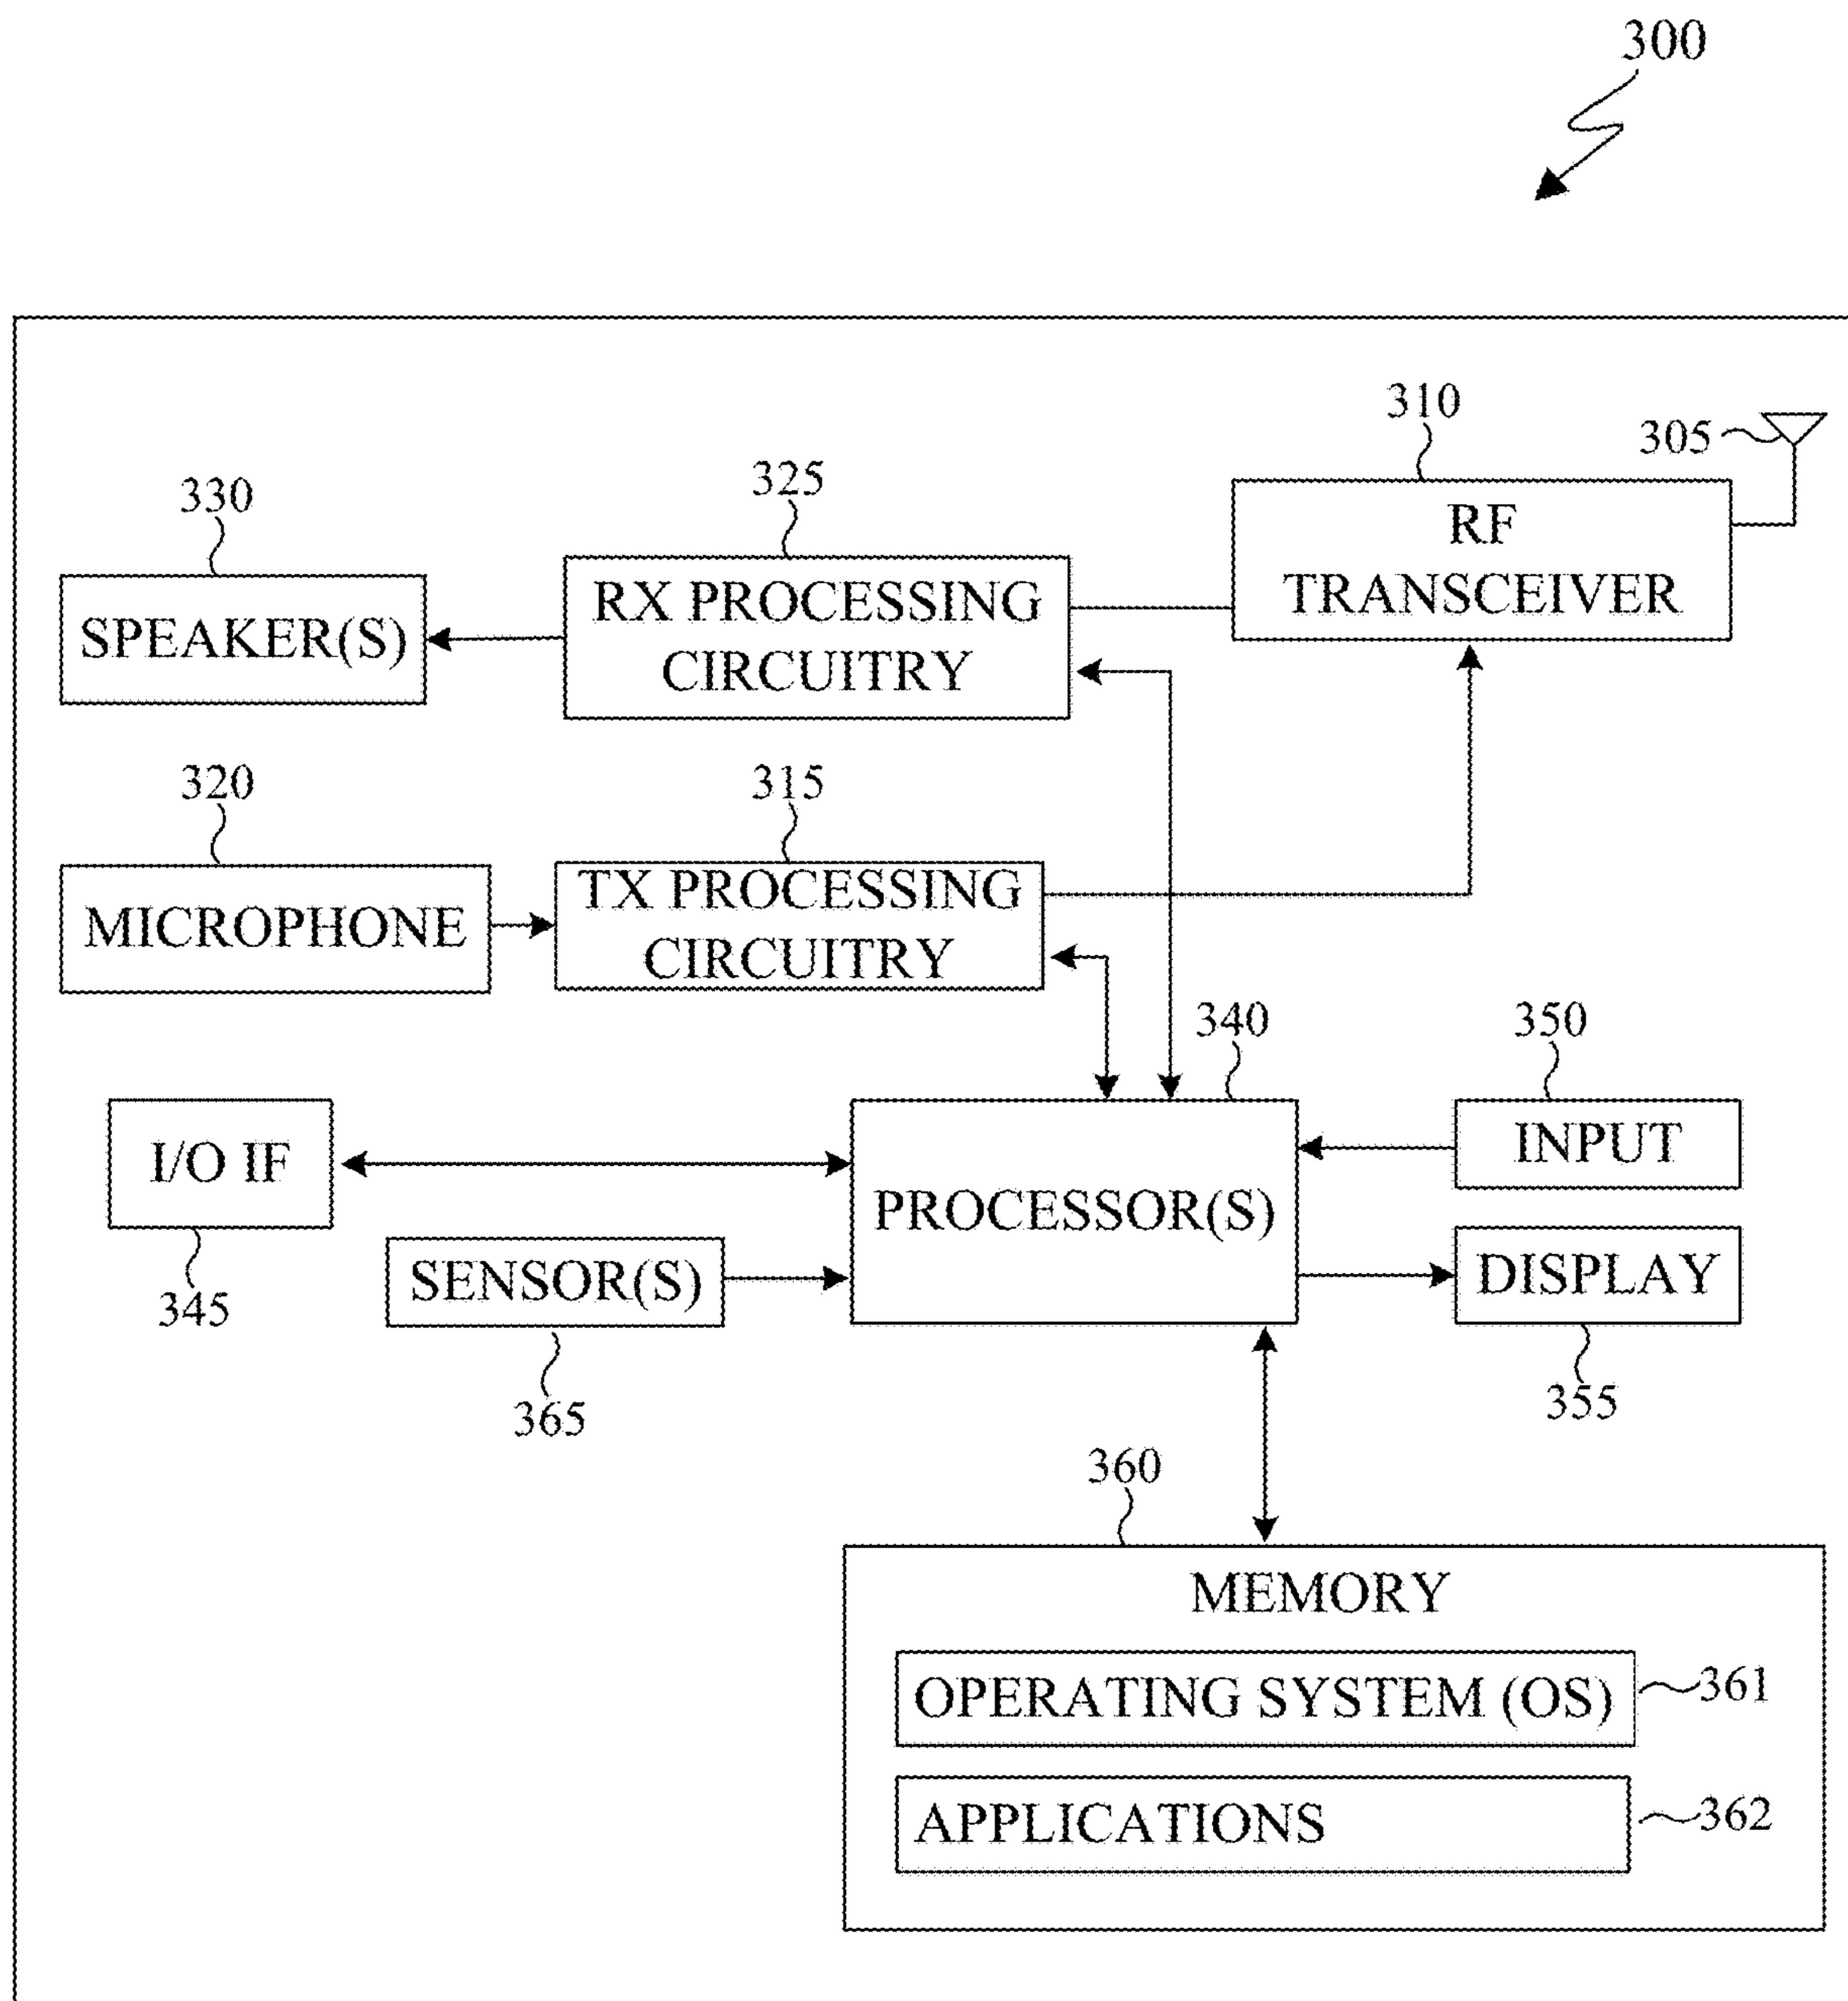 300
310
305
325
330
RF
TRANSCEIVER
RX PROCESSING
CIRCUITRY
SPEAKER(S)
320
315
MICROPHONE
TX PROCESSING
CIRCUITRY
340
350
I/O IF
INPUT
PROCESSOR(S)
SENSOR(S)
DISPLAY
345
365
355
360
MEMORY
OPERATING SYSTEM (OS)
361
APPLICATIONS
362